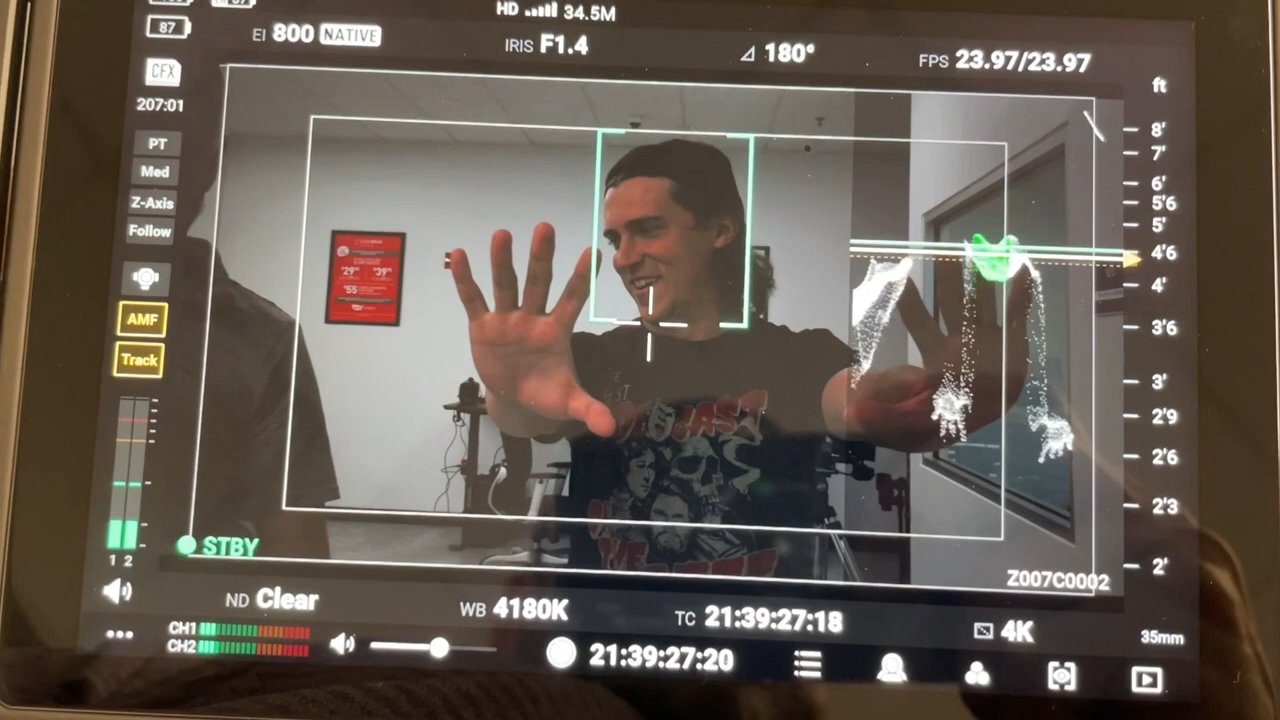 HD 34.5M
87
EI 800 NATIVE
IRIS F1.4
180°
FPS 23.97/23.97
CFX
207:01
PT
Med
Z-Axis
Follow
AMF
Track
1 2
ft
8'
7'
6'
5'6
5'
4'6
4'
3'6
3'
2'9
2'6
2'3
2'
$29
$39
$55
STBY
Z007C0002
ND Clear
WB 4180K
TC 21:39:27:18
4K
35mm
CH1
CH2
21:39:27:20